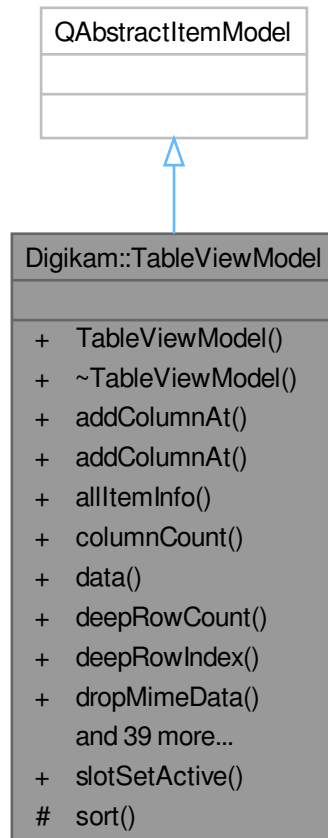 QAbstractItemModel
Digikam::TableViewModel
+ TableViewModel()
+ ~TableViewModel()
+ addColumnAt()
+ addColumnAt()
+ allItemInfo()
+ columnCount()
+ data()
+ deepRowCount()
+ deepRowIndex()
+ dropMimeData()
and 39 more...
+ slotSetActive()
# sort()